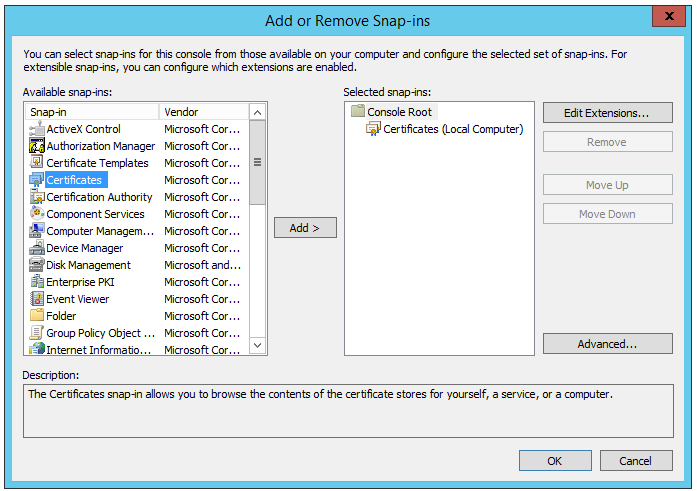 Add or Remove Snap-ins
x
You can select snap-ins for this console from those available on your computer and configure the selected set of snap-ins. For
extensible snap-ins, you can configure which extensions are enabled.
Available snap-ins:
Selected snap-ins:
Snap-in Vendor
ActiveX Control Microsoft Cor...
Authorization Manager Microsoft Cor...
Certificate Templates Microsoft Cor...
Certificates Microsoft Cor...
Certification Authority Microsoft Cor...
Component Services Microsoft Cor...
Computer Managem... Microsoft Cor...
Device Manager Microsoft Cor...
Disk Management Microsoft and...
Enterprise PKI Microsoft Cor...
Event Viewer Microsoft Cor...
Folder Microsoft Cor...
Group Policy Object ... Microsoft Cor...
Internet Informatio... Microsoft Cor...
Add >
Console Root
Certificates (Local Computer)
Edit Extensions...
Remove
Move Up
Move Down
Advanced...
Description:
The Certificates snap-in allows you to browse the contents of the certificate stores for yourself, a service, or a computer.
OK
Cancel